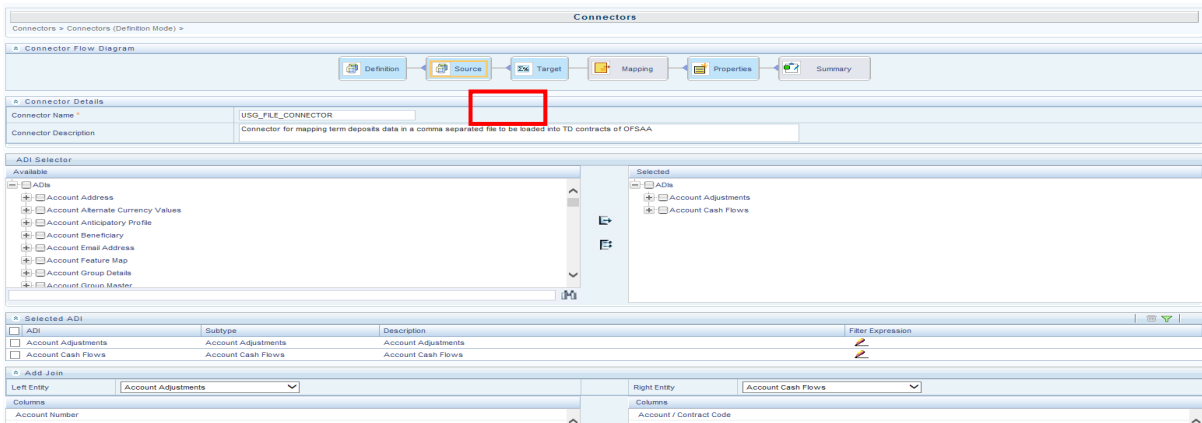 Connectors
Connectors » Connectors (Definition Mode) »
Connector Flow Diagram
Definition Source Target Mapping Properties Summary
Connector Details
Connector Name * USG_FILE_CONNECTOR
Connector Description Connector for mapping term deposits data in a comma separated file to be loaded into TD contracts of OFSAA
ADI Selector
Available Selected
ADIs ADIs
Account Address Account Adjustments
Account Alternate Currency Values Account Cash Flows
Account Anticipatory Profile
Account Beneficiary
Account Email Address
Account Feature Map
Account Group Details
Account Group Master
Selected ADI
ADI Subtype Description Filter Expression
Account Adjustments Account Adjustments Account Adjustments
Account Cash Flows Account Cash Flows Account Cash Flows
Add Join
Left Entity Account Adjustments Right Entity Account Cash Flows
Columns Columns
Account Number Account / Contract Code